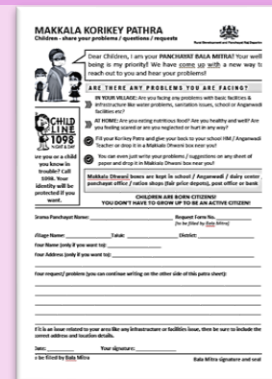 MAKKALA KORIKEY PATHRA
Children - share your problems / questions / requests
Rural Development and Panchayati Raj
Dear Children, I am your PANCHAYAT BALA MITRA! Your well
being is my priority! We have come up with a new way t
reach out to you and hear your problems!
ARE THERE ANY PROBLEMS YOU ARE FACING?
IN YOUR VILLAGE: Are you facing any problems with basic facilities &
infrastructure like water problems, sanitation issues, school or Anganwadi
facilities etc?
AT HOME: Are you eating nutritious food? Are you healthy and well? Are
you feeling scared or are you neglected or hurt in any way?
CHILD
LINE
1098
Fill your Korikey Patra and give it back to your school HM / Anganwadi
Teacher or drop it in a Makkala Dhwani box near you!
You can even just write your problems / suggestions on any sheet of
paper and drop it in Makkala Dhwani box near you!
re you or a child
you know in
trouble? Call
1098. Your
identity will be
protected if you
want.
Makkala Dhwani boxes are kept in school / Anganwadi / dairy center
panchayat office / ration shops (fair price depots), post office or bank
CHILDREN ARE BORN CITIZENS!
YOU DON'T HAVE TO GROW UP TO BE AN ACTIVE CITIZEN!
Grama Panchayat Name:
Request Form No.
[to be filled by Bala Mitra]
Village Name:
Taluk:
District:
Your Name (only if you want to):
Your Address (only if you want to):
Your request/ problem (you can continue writing on the other side of this patra sheet):
If it is an issue related to your area like any infrastructure or facilities issue, then be sure to include the
correct address and location details.
Date:
Your signature:
o be filled by Bala Mitra
Bala Mitra signature and seal